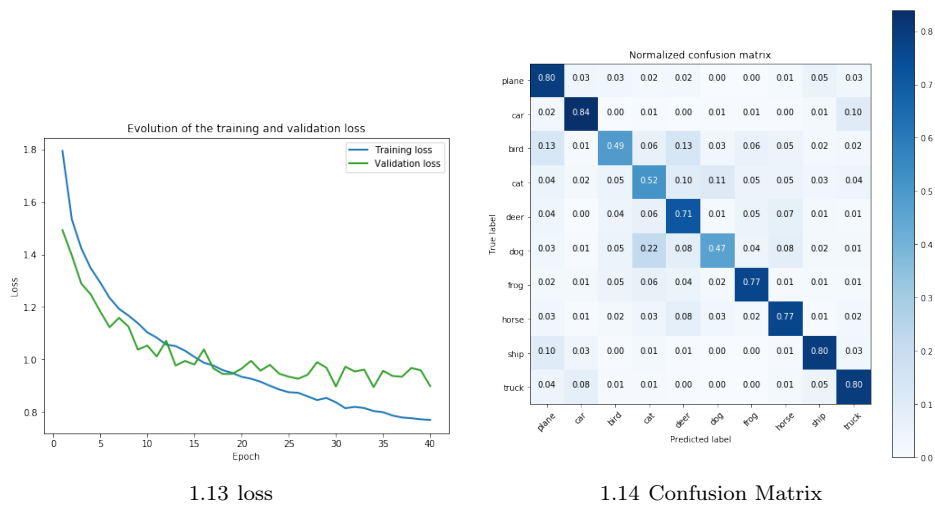 Evolution of the training and validation loss
Training loss
Validation loss
Loss
1.8
1.6
1.4
1.2
1.0
0.8
0 5 10 15 20 25 30 35 40
Epoch
1.13 loss
Normalized confusion matrix
True label
plane 0.80 0.03 0.03 0.02 0.02 0.00 0.00 0.01 0.05 0.03
car 0.02 0.84 0.00 0.01 0.01 0.00 0.01 0.00 0.01 0.10
bird 0.13 0.01 0.49 0.06 0.13 0.03 0.06 0.05 0.02 0.02
cat 0.04 0.02 0.05 0.52 0.10 0.11 0.05 0.05 0.03 0.04
deer 0.04 0.00 0.04 0.06 0.71 0.01 0.05 0.07 0.01 0.01
dog 0.03 0.01 0.05 0.22 0.08 0.47 0.04 0.08 0.02 0.01
frog 0.02 0.01 0.05 0.06 0.04 0.02 0.77 0.01 0.01 0.01
horse 0.03 0.01 0.02 0.03 0.08 0.03 0.02 0.77 0.01 0.02
ship 0.10 0.03 0.00 0.01 0.01 0.00 0.00 0.01 0.80 0.03
truck 0.04 0.08 0.01 0.01 0.00 0.00 0.00 0.01 0.05 0.80
plane car bird cat deer dog frog horse ship truck
Predicted label
0.8
0.7
0.6
0.5
0.4
0.3
0.2
0.1
0.0
1.14 Confusion Matrix